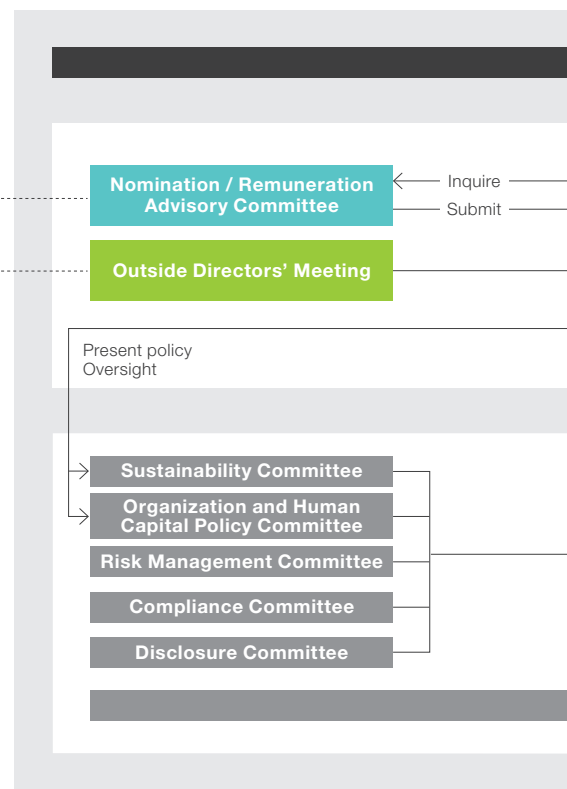 Nomination / Remuneration
Advisory Committee
Inquire
Submit
Outside Directors’ Meeting
Present policy
Oversight
Sustainability Committee
Organization and Human
Capital Policy Committee
Risk Management Committee
Compliance Committee
Disclosure Committee